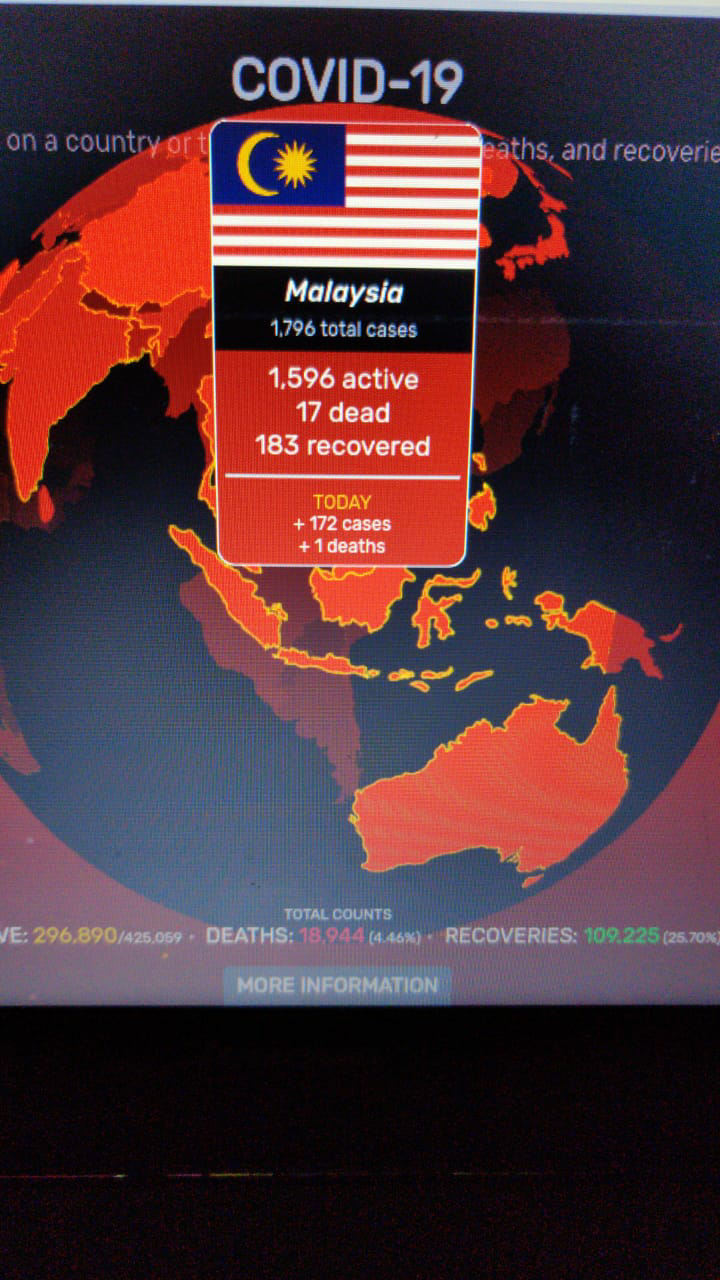 COVID-19
on a country or t eaths, and recoverie
Malaysia
1,796 total cases
1,596 active
17 dead
183 recovered
TODAY
+ 172 cases
+ 1 deaths
TOTAL COUNTS
VE: 296,890/425,059 · DEATHS: 18,944 (4.46%) · RECOVERIES: 109,225 (25.70%)
MORE INFORMATION